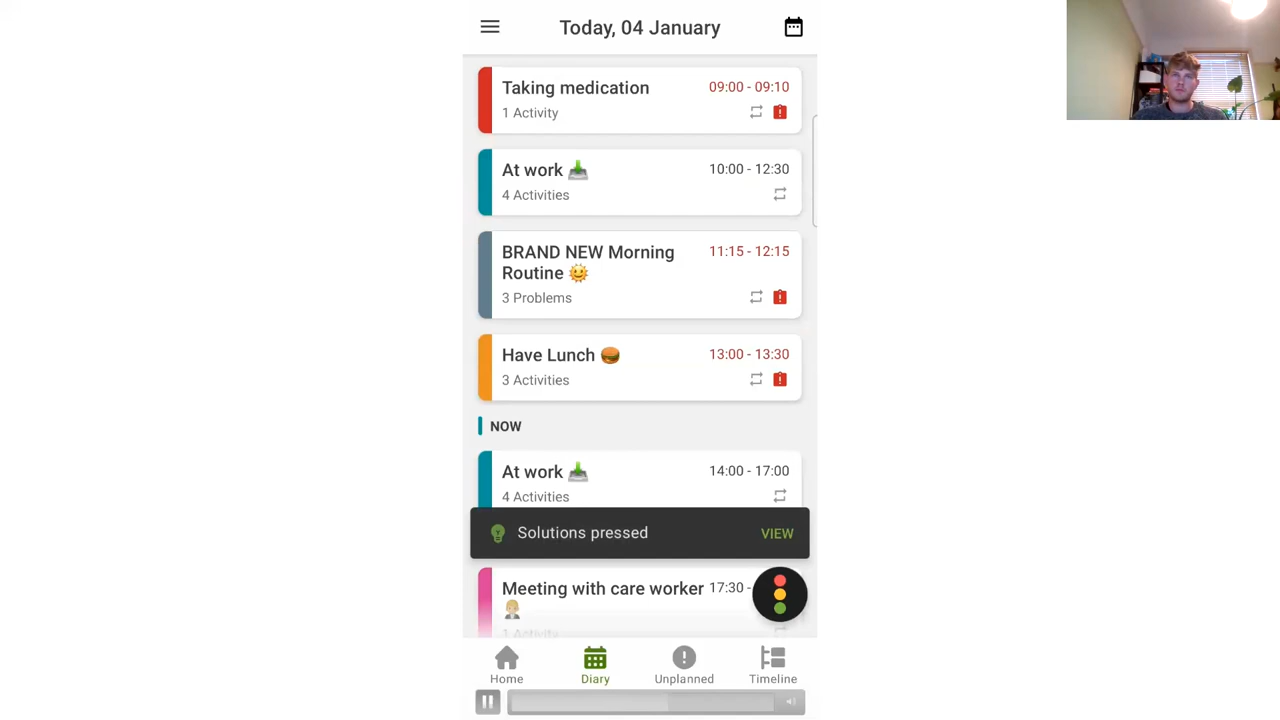 Today, 04 January
Taking medication 09:00 - 09:10
1 Activity
At work 10:00 - 12:30
4 Activities
BRAND NEW Morning 11:15 - 12:15
Routine
3 Problems
Have Lunch 13:00 - 13:30
3 Activities
NOW
At work 14:00 - 17:00
4 Activities
Solutions pressed VIEW
Meeting with care worker 17:30 -
1 Activity
Home Diary Unplanned Timeline